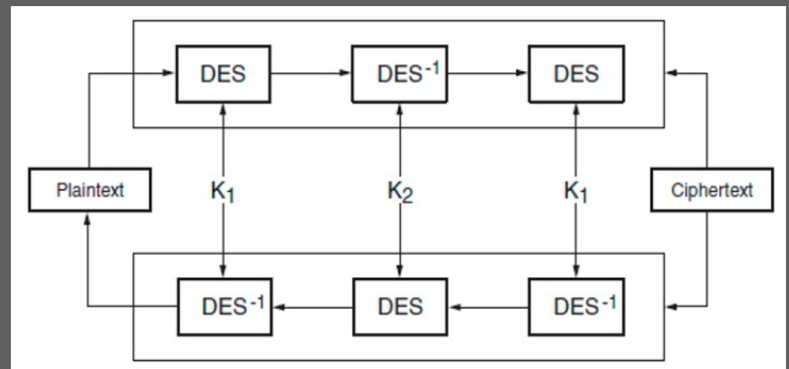 DES DES⁻¹ DES
Plaintext K₁ K₂ K₁ Ciphertext
DES⁻¹ DES DES⁻¹